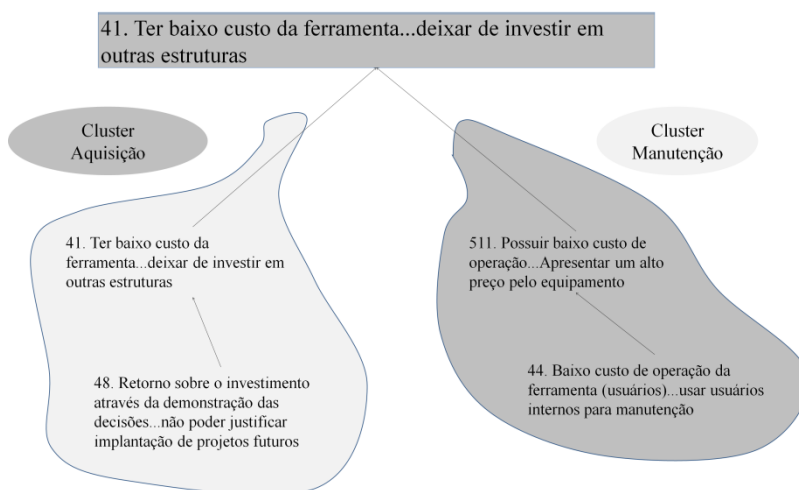 41. Ter baixo custo da ferramenta...deixar de investir em
outras estruturas
Cluster
Aquisição
Cluster
Manutenção
41. Ter baixo custo da
ferramenta...deixar de investir em
outras estruturas
511. Possuir baixo custo de
operação...Apresentar um alto
preço pelo equipamento
48. Retorno sobre o investimento
através da demonstração das
decisões...não poder justificar
implantação de projetos futuros
44. Baixo custo de operação da
ferramenta (usuários)...usar usuários
internos para manutenção